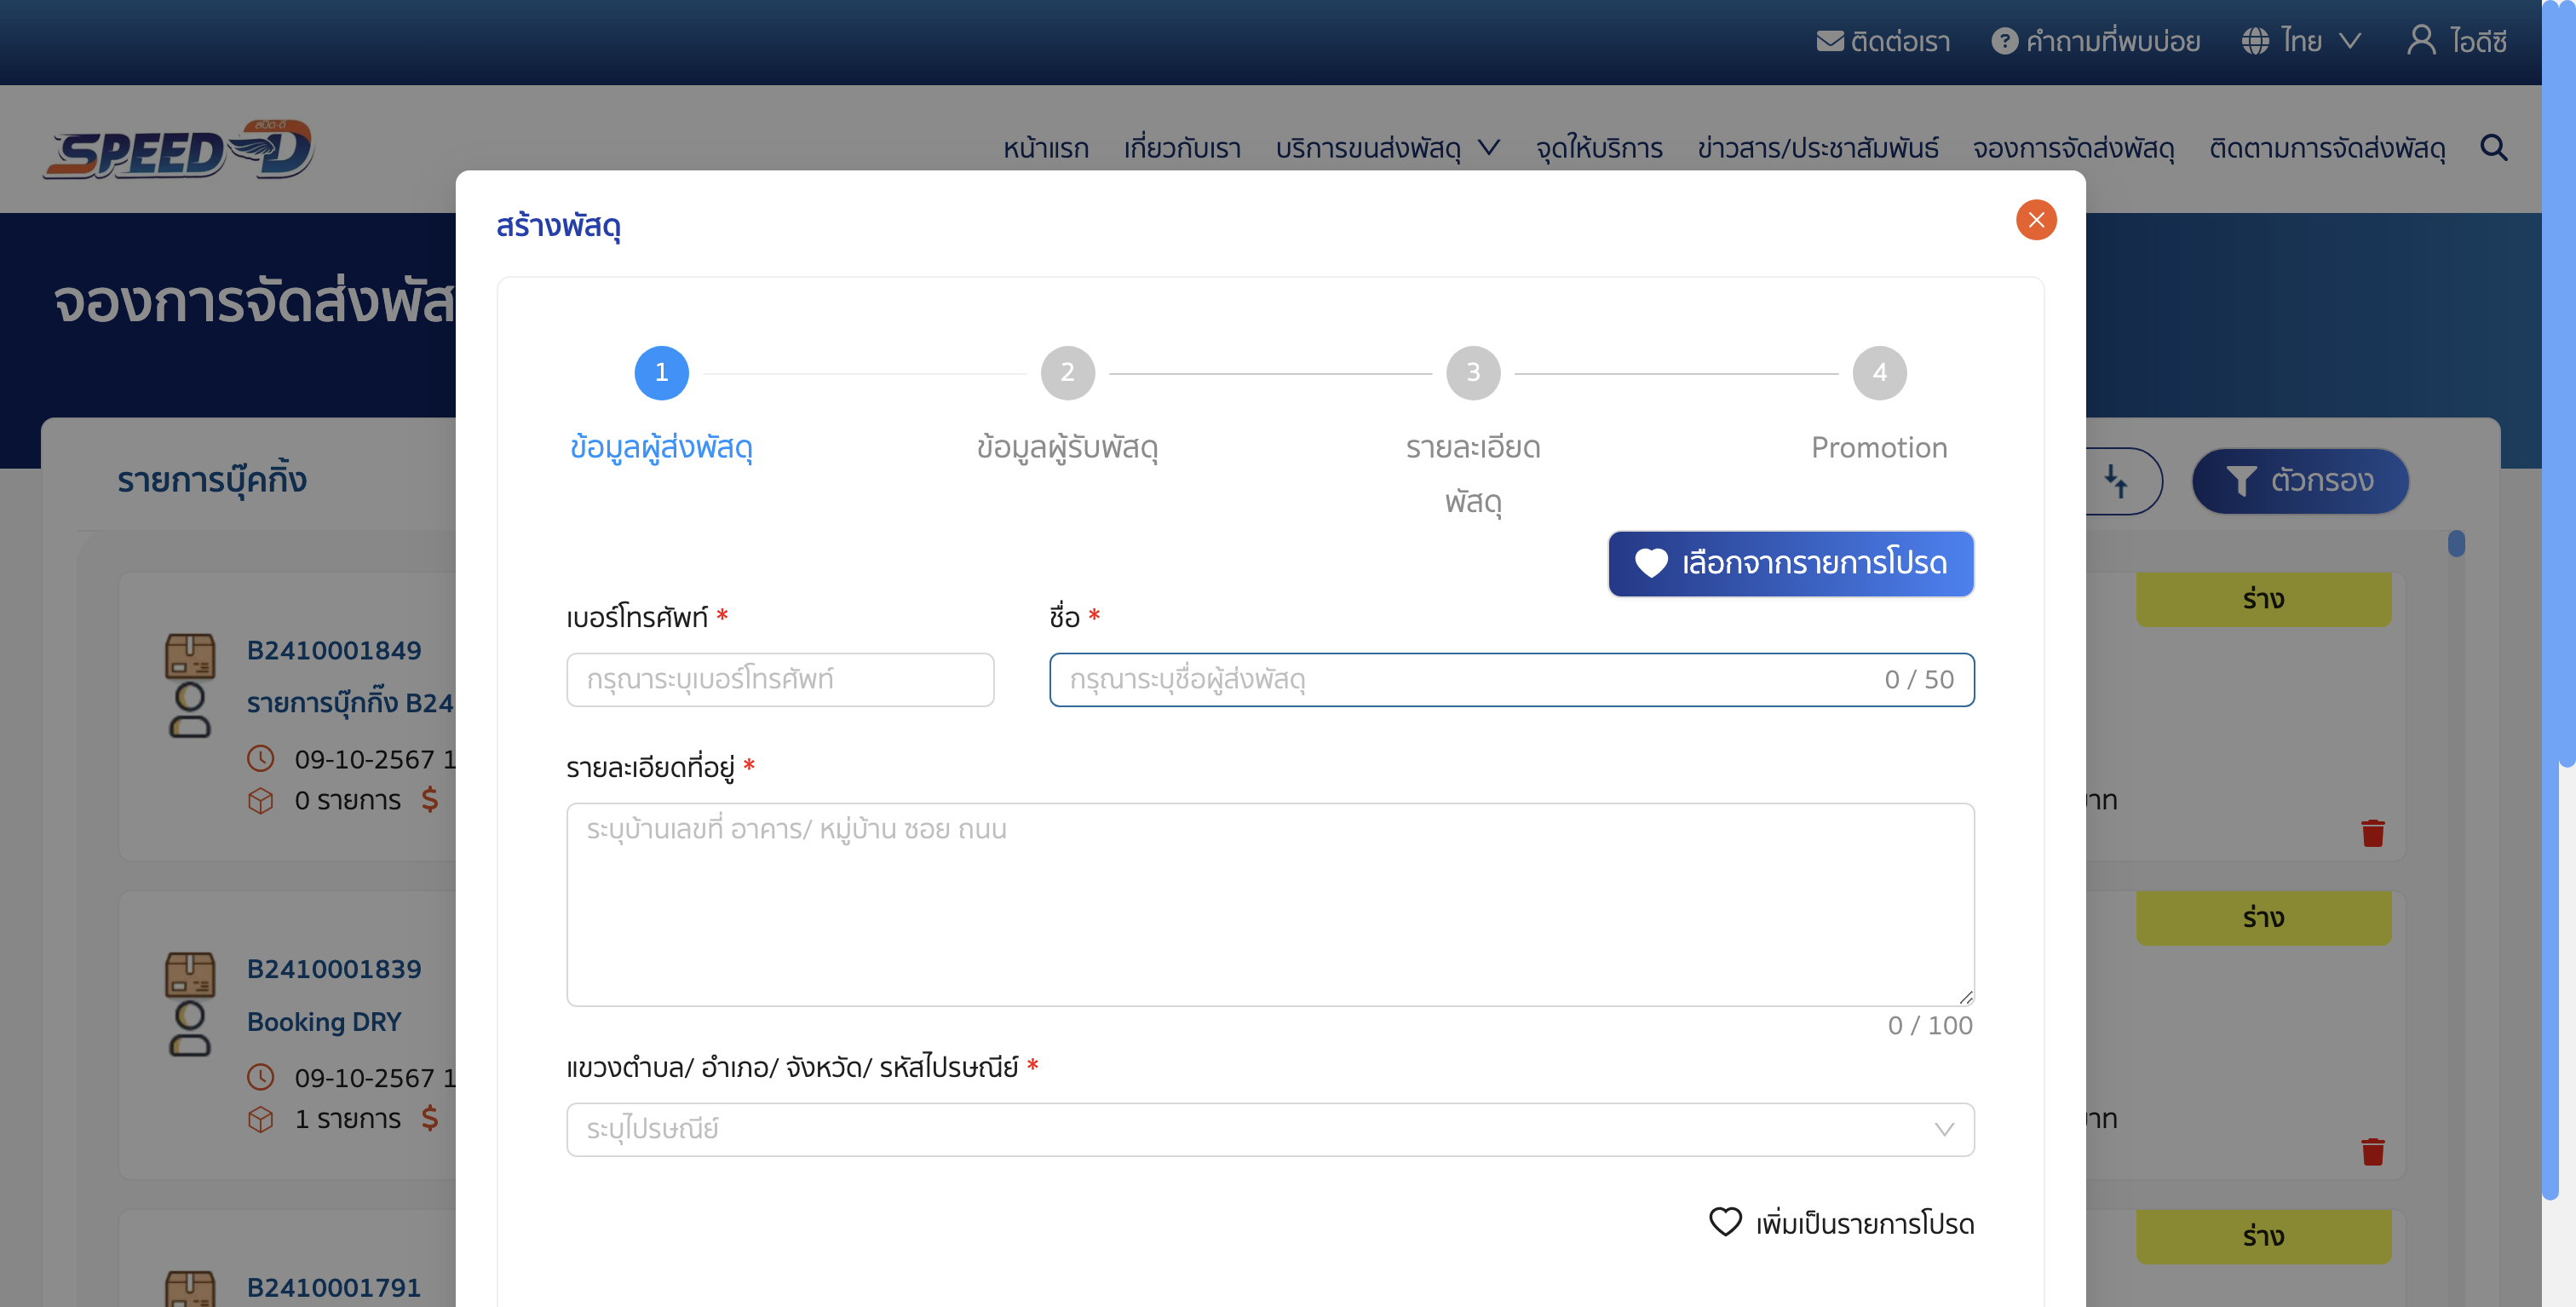 ติดต่อเรา ? คำถามที่พบบ่อย ไทย ไอดีซี
SPEED-D สปีด-ดี
หน้าแรก เกี่ยวกับเรา บริการขนส่งพัสดุ จุดให้บริการ ข่าวสาร/ประชาสัมพันธ์ จองการจัดส่งพัสดุ ติดตามการจัดส่งพัสดุ
จองการจัดส่งพัส
สร้างพัสดุ
1 2 3 4
ข้อมูลผู้ส่งพัสดุ ข้อมูลผู้รับพัสดุ รายละเอียด Promotion
พัสดุ
รายการบุ๊คกิ้ง
ตัวกรอง
เลือกจากรายการโปรด
เบอร์โทรศัพท์ * ชื่อ *
กรุณาระบุเบอร์โทรศัพท์ กรุณาระบุชื่อผู้ส่งพัสดุ 0 / 50
รายละเอียดที่อยู่ *
ระบุบ้านเลขที่ อาคาร/ หมู่บ้าน ซอย ถนน
0 / 100
แขวงตำบล/ อำเภอ/ จังหวัด/ รหัสไปรษณีย์ *
ระบุไปรษณีย์
เพิ่มเป็นรายการโปรด
B2410001849 ร่าง
รายการบุ๊กกิ๊ง B24
09-10-2567 1
0 รายการ $ าท
B2410001839 ร่าง
Booking DRY
09-10-2567 1
1 รายการ $ าท
B2410001791 ร่าง